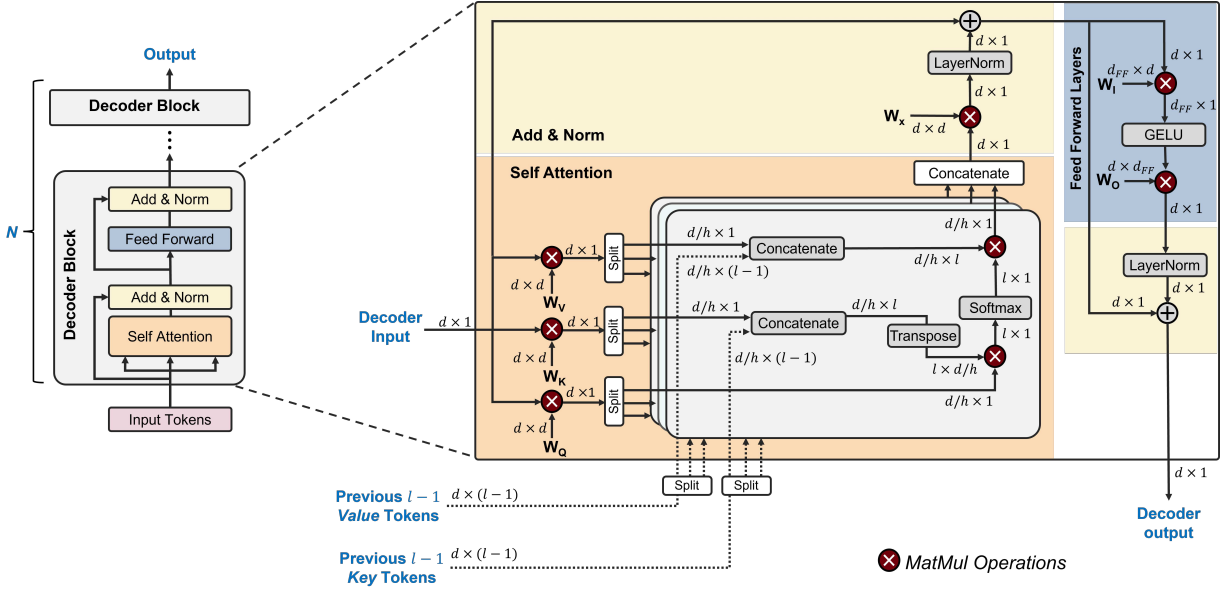 Output
Decoder Block
N
Decoder Block
Add & Norm
Feed Forward
Add & Norm
Self Attention
Input Tokens
d × 1
LayerNorm
d × 1
W_x
d × d
d × 1
Add & Norm
Self Attention
Concatenate
Feed Forward Layers
d × 1
d_FF × d
W_I
d_FF × 1
GELU
d × d_FF
W_O
d × 1
LayerNorm
d × 1
d × 1
d × 1
Decoder
output
Decoder
Input
d × 1
d × 1
d × d
W_V
Split
d × 1
d × d
W_K
Split
d ×1
d × d
W_Q
Split
d/h × 1
d/h × (l − 1)
Concatenate
d/h × l
d/h × 1
l × 1
Softmax
l × 1
d/h × 1
d/h × (l − 1)
Concatenate
d/h × l
Transpose
l × d/h
d/h × 1
Split
Split
Previous l − 1
Value Tokens
d × (l − 1)
Previous l − 1
Key Tokens
d × (l − 1)
MatMul Operations